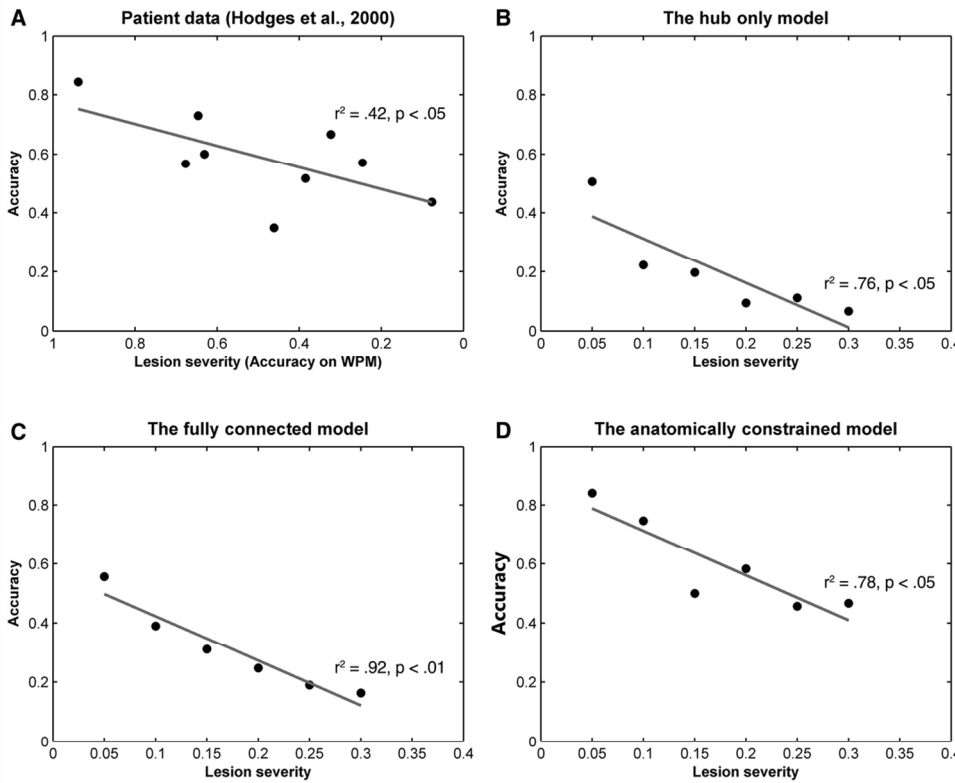 A Patient data (Hodges et al., 2000)
1
0.8
0.6
0.4
0.2
0
Accuracy
r² = .42, p < .05
1 0.8 0.6 0.4 0.2 0
Lesion severity (Accuracy on WPM)
B The hub only model
1
0.8
0.6
0.4
0.2
0
Accuracy
r² = .76, p < .05
0 0.05 0.1 0.15 0.2 0.25 0.3 0.4
Lesion severity
C The fully connected model
1
0.8
0.6
0.4
0.2
0
Accuracy
r² = .92, p < .01
0 0.05 0.1 0.15 0.2 0.25 0.3 0.4
Lesion severity
D The anatomically constrained model
1
0.8
0.6
0.4
0.2
0
Accuracy
r² = .78, p < .05
0 0.05 0.1 0.15 0.2 0.25 0.3 0.4
Lesion severity